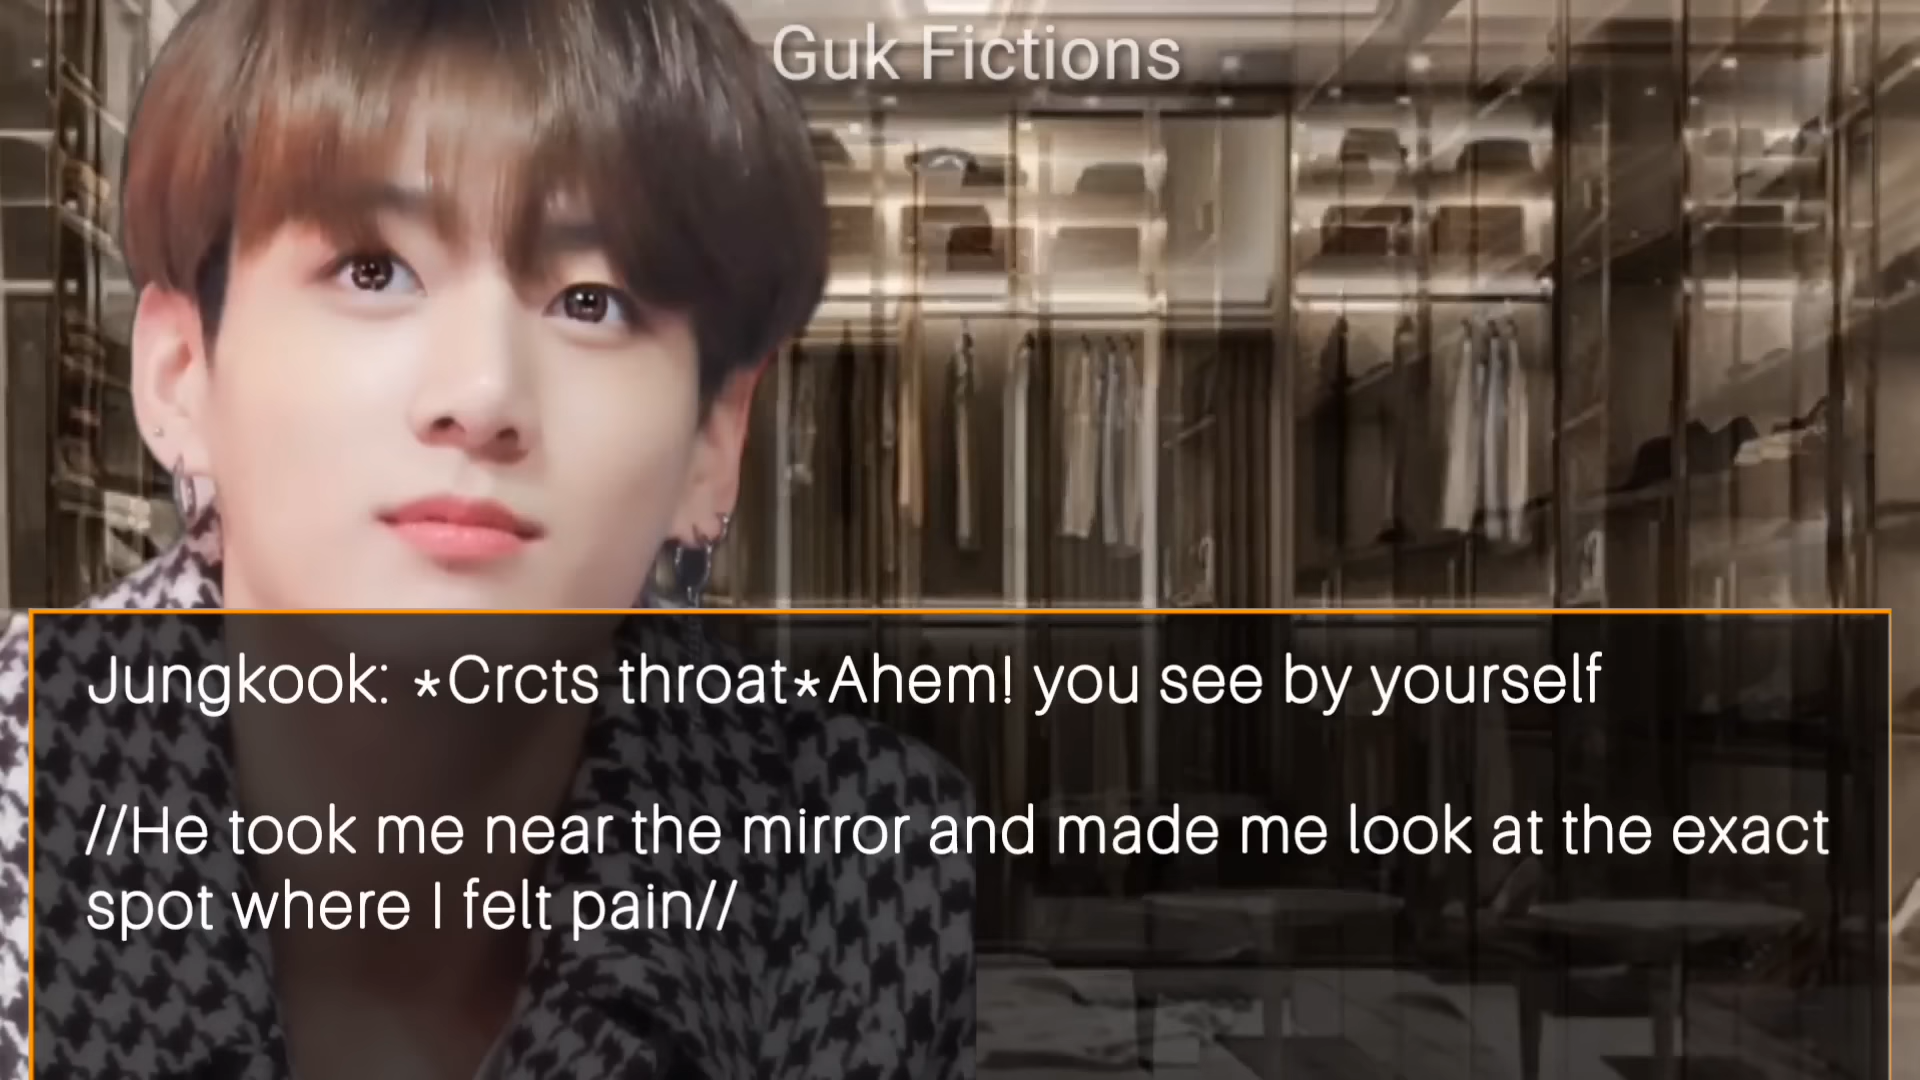 Guk Fictions
Jungkook: *Crcts throat*Ahem! you see by yourself
//He took me near the mirror and made me look at the exact
spot where I felt pain//